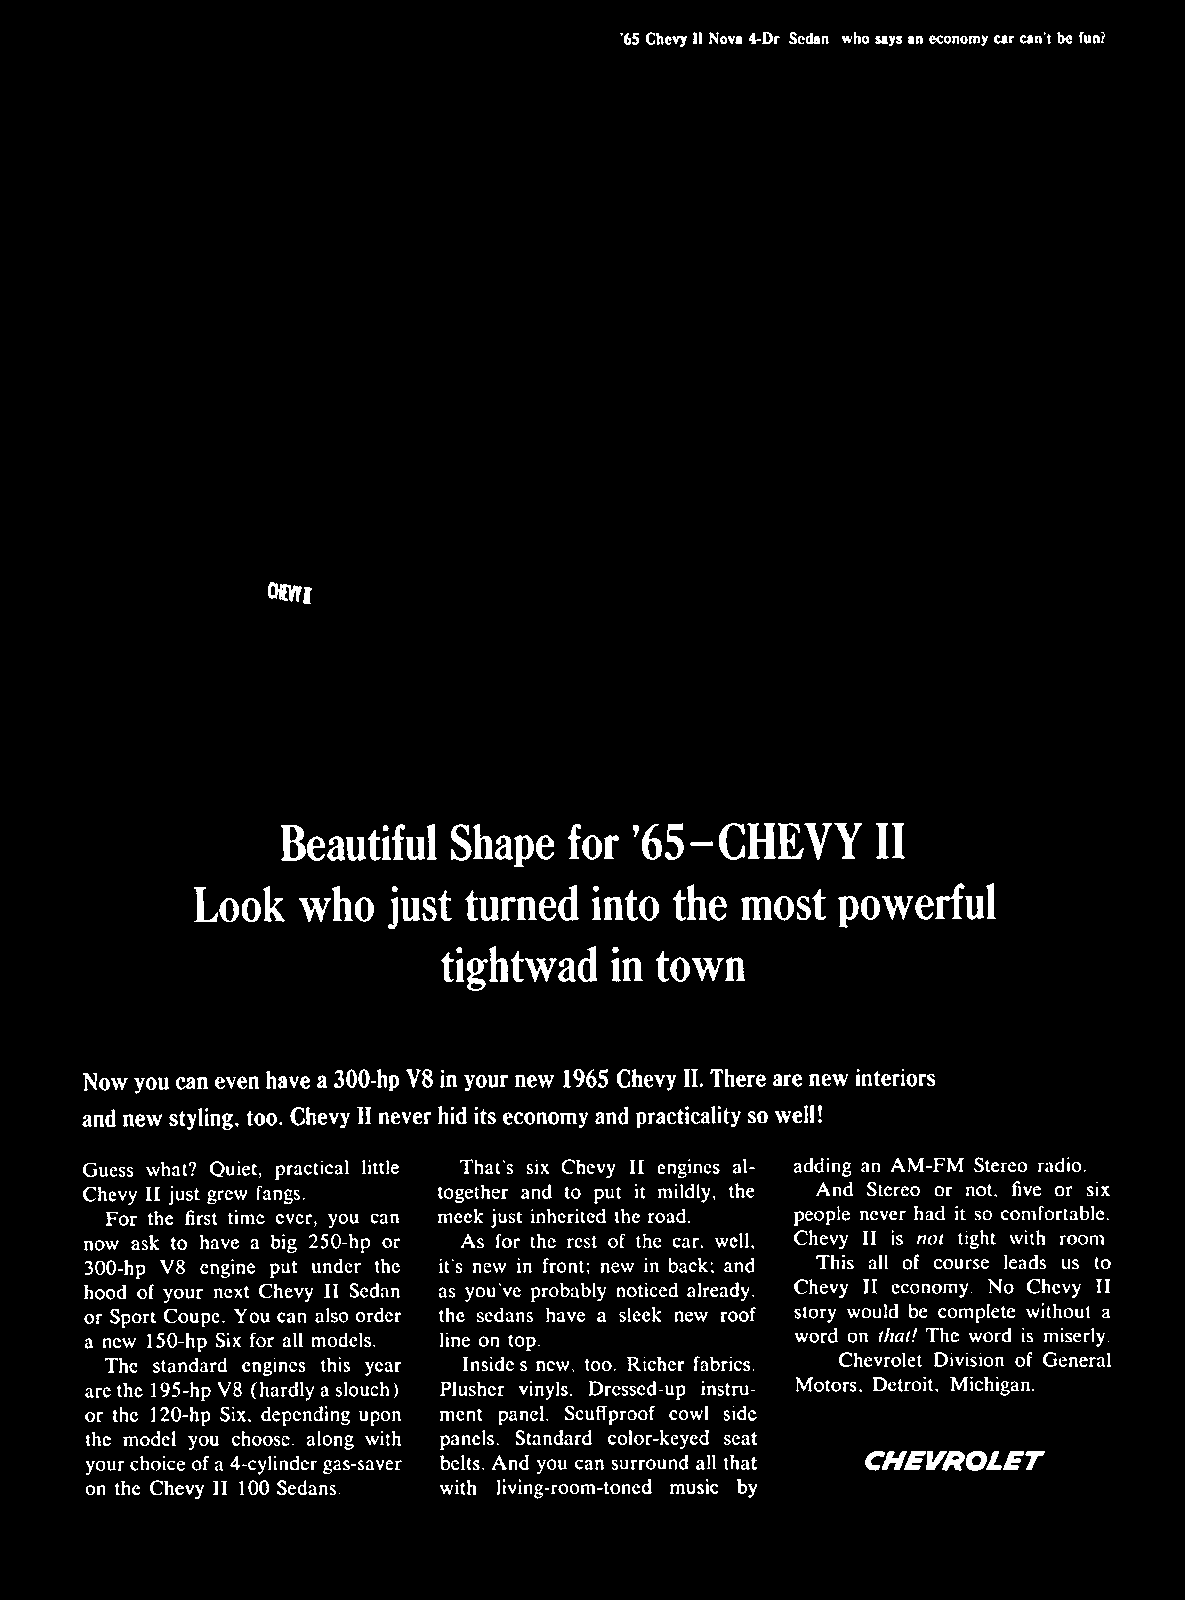 '65 Chevy II Nova 4-Dr Sedan who says an economy car can't be fun?
CHEVY II
Beautiful Shape for '65–CHEVY II
Look who just turned into the most powerful
tightwad in town
Now you can even have a 300-hp V8 in your new 1965 Chevy II. There are new interiors
and new styling, too. Chevy II never hid its economy and practicality so well!
Guess what? Quiet, practical little
Chevy II just grew fangs.
For the first time ever, you can
now ask to have a big 250-hp or
300-hp V8 engine put under the
hood of your next Chevy II Sedan
or Sport Coupe. You can also order
a new 150-hp Six for all models.
The standard engines this year
are the 195-hp V8 (hardly a slouch)
or the 120-hp Six, depending upon
the model you choose, along with
your choice of a 4-cylinder gas-saver
on the Chevy II 100 Sedans.
That's six Chevy II engines al-
together and to put it mildly, the
meek just inherited the road.
As for the rest of the car, well,
it's new in front; new in back; and
as you've probably noticed already,
the sedans have a sleek new roof
line on top.
Inside's new, too. Richer fabrics.
Plusher vinyls. Dressed-up instru-
ment panel. Scuffproof cowl side
panels. Standard color-keyed seat
belts. And you can surround all that
with living-room-toned music by
adding an AM-FM Stereo radio.
And Stereo or not, five or six
people never had it so comfortable.
Chevy II is not tight with room
This all of course leads us to
Chevy II economy. No Chevy II
story would be complete without a
word on that! The word is miserly.
Chevrolet Division of General
Motors, Detroit, Michigan.
CHEVROLET